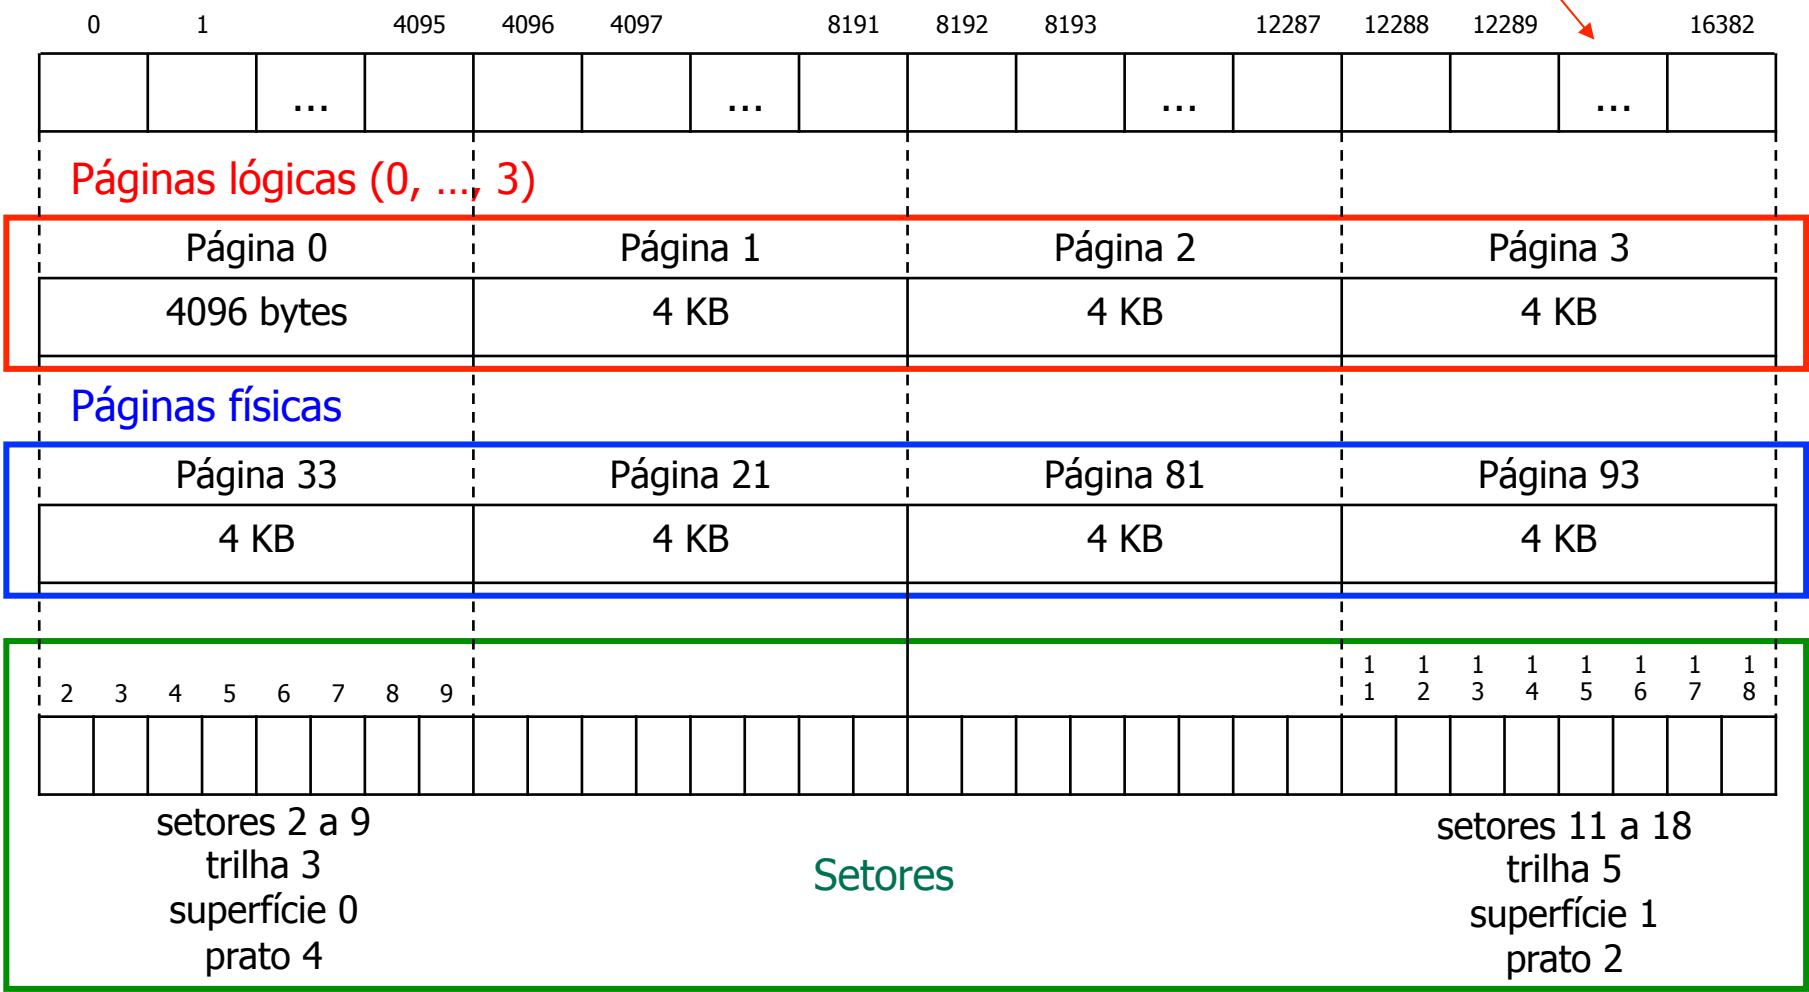 0 1 4095 4096 4097 8191 8192 8193 12287 12288 12289 16382
... ... ... ...
Páginas lógicas (0, ..., 3)
Página 0 Página 1 Página 2 Página 3
4096 bytes 4 KB 4 KB 4 KB
Páginas físicas
Página 33 Página 21 Página 81 Página 93
4 KB 4 KB 4 KB 4 KB
2 3 4 5 6 7 8 9 11 12 13 14 15 16 17 18
setores 2 a 9
trilha 3
superfície 0
prato 4
Setores
setores 11 a 18
trilha 5
superfície 1
prato 2